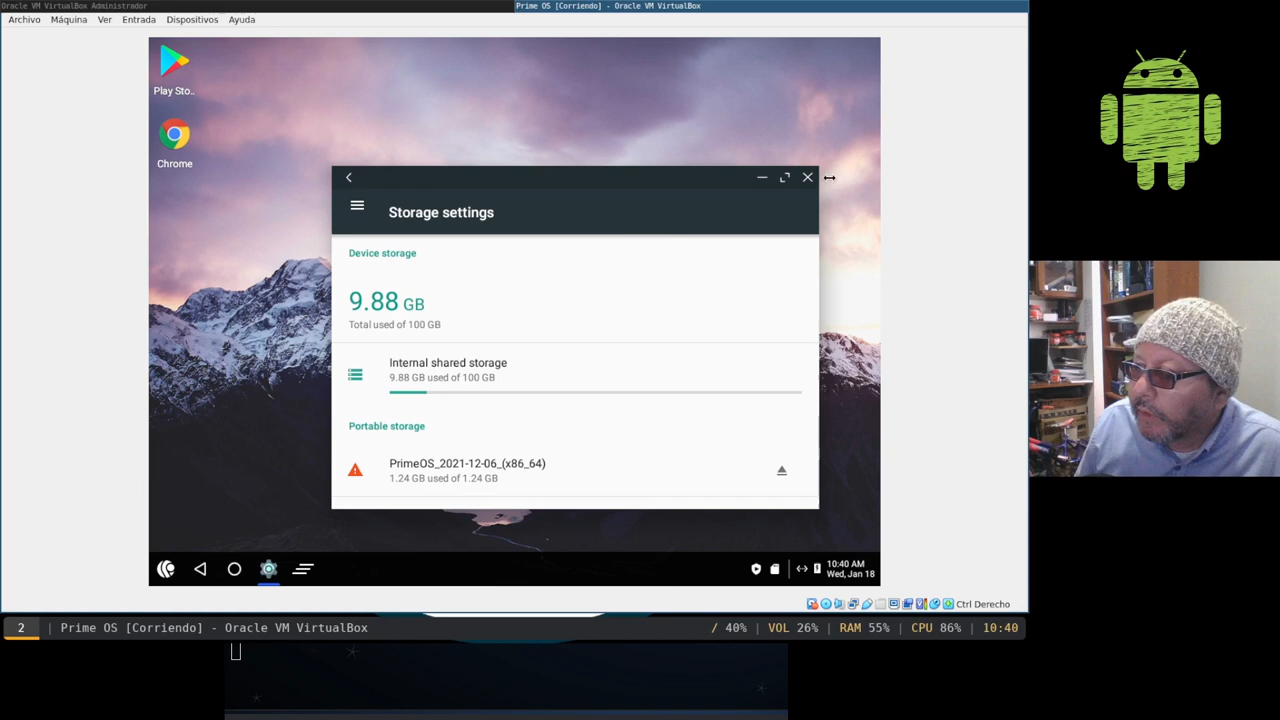 Oracle VM VirtualBox Administrador
Prime OS [Corriendo] - Oracle VM VirtualBox
Archivo Máquina Ver Entrada Dispositivos Ayuda
Play Sto..
Chrome
Storage settings
Device storage
9.88 GB
Total used of 100 GB
Internal shared storage
9.88 GB used of 100 GB
Portable storage
PrimeOS_2021-12-06_(x86_64)
1.24 GB used of 1.24 GB
10:40 AM
Wed, Jan 18
Ctrl Derecho
2 | Prime OS [Corriendo] - Oracle VM VirtualBox / 40% | VOL 26% | RAM 55% | CPU 86% | 10:40